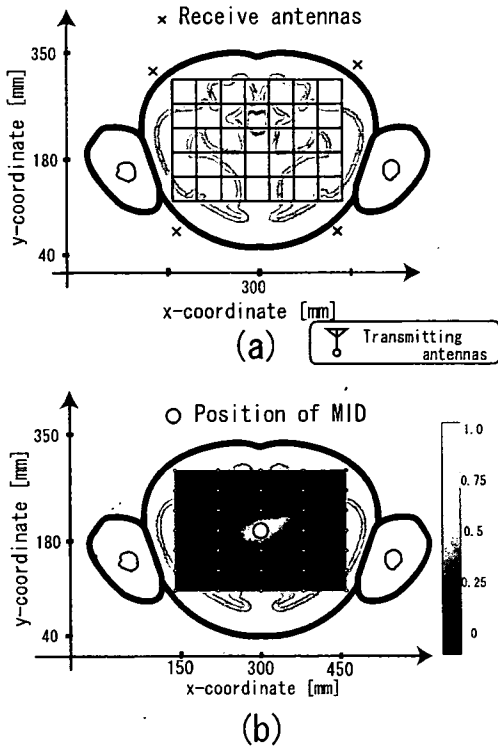 × Receive antennas
350
180
40
y-coordinate [mm]
300
x-coordinate [mm]
(a)
Transmitting
antennas
Position of MID
350
180
40
y-coordinate [mm]
150 300 450
x-coordinate [mm]
1.0
0.75
0.5
0.25
0
(b)